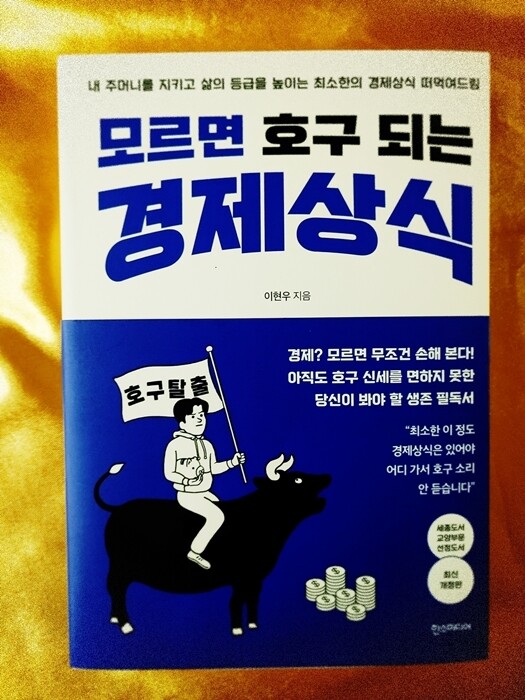 내 주머니를 지키고 삶의 등급을 높이는 최소한의 경제상식 떠먹여드림
모르면 호구 되는
경제상식
이현우 지음
경제? 모르면 무조건 손해 본다!
아직도 호구 신세를 면하지 못한
당신이 봐야 할 생존 필독서
호구탈출
“최소한 이 정도
경제상식은 있어야
어디 가서 호구 소리
안 듣습니다”
세종도서
교양부문
선정도서
최신
개정판
한스미디어